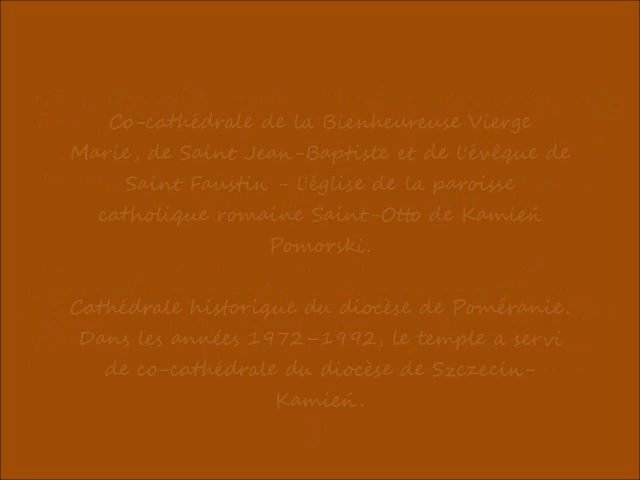 Co-cathédrale de la Bienheureuse Vierge
Marie, de Saint Jean-Baptiste et de l'évêque de
Saint Faustin - l'église de la paroisse
catholique romaine Saint-Otto de Kamień
Pomorski.
Cathédrale historique du diocèse de Poméranie.
Dans les années 1972–1992, le temple a servi
de co-cathédrale du diocèse de Szczecin-
Kamień.